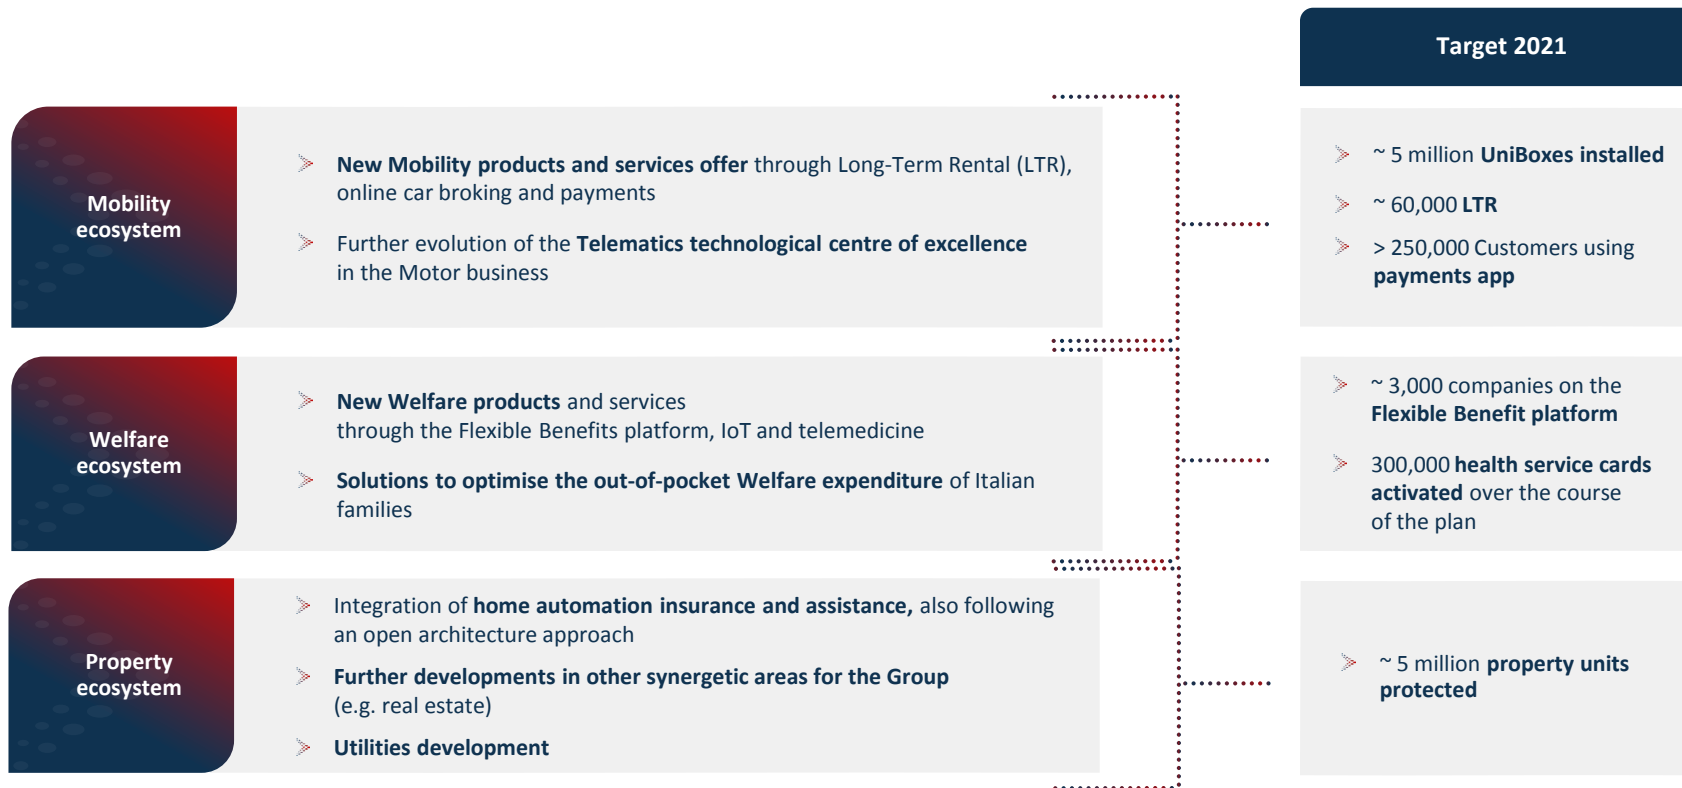 Target 2021
Mobility
ecosystem
New Mobility products and services offer through Long-Term Rental (LTR),
online car broking and payments
Further evolution of the Telematics technological centre of excellence
in the Motor business
~ 5 million UniBoxes installed
~ 60,000 LTR
> 250,000 Customers using
payments app
Welfare
ecosystem
New Welfare products and services
through the Flexible Benefits platform, IoT and telemedicine
Solutions to optimise the out-of-pocket Welfare expenditure of Italian
families
~ 3,000 companies on the
Flexible Benefit platform
300,000 health service cards
activated over the course
of the plan
Property
ecosystem
Integration of home automation insurance and assistance, also following
an open architecture approach
Further developments in other synergetic areas for the Group
(e.g. real estate)
Utilities development
~ 5 million property units
protected